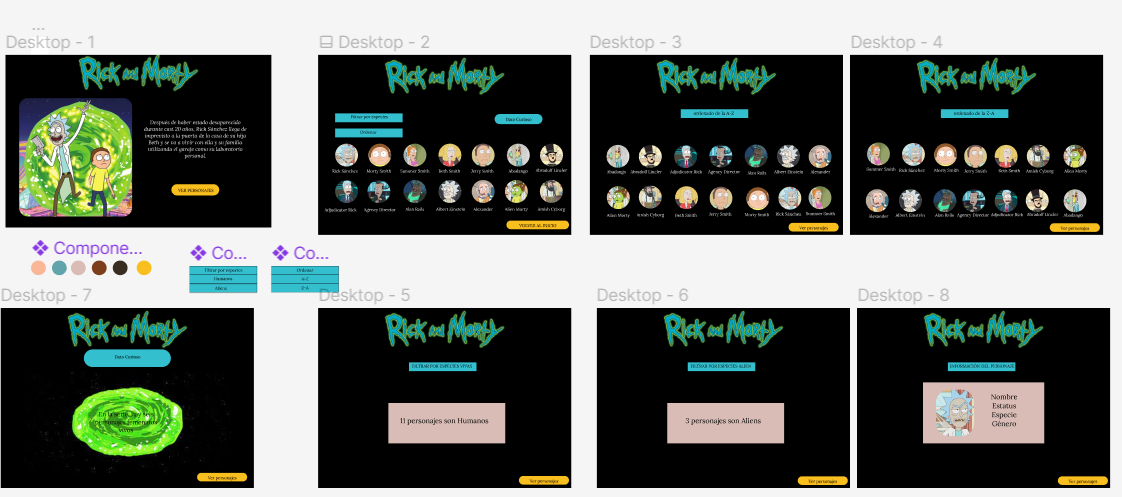 Desktop - 1
Rick and Morty
Despues de haber estado desaparecido
durante casi 20 años, Rick Sánchez llega de
imprevisto a la puerta de la casa de su hija
Beth y se va a vivir con ella y su familia
utilizando el garaje como su laboratorio
personal.
VER PERSONAJES
Desktop - 2
Rick and Morty
Filtrar por especies
Ordenar
Dato Curioso
Rick Sánchez
Morty Smith
Summer Smith
Beth Smith
Jerry Smith
Abadango
Abradolf Lincler
Adjudicator Rick
Agency Director
Alan Rails
Albert Einstein
Alexander
Alien Morty
Amish Cyborg
VOLVER AL INICIO
Desktop - 3
Rick and Morty
ordenado de la A-Z
Abadango
Abradolf Lincler
Adjudicator Rick
Agency Director
Alan Rails
Albert Einstein
Alexander
Alien Morty
Amish Cyborg
Beth Smith
Jerry Smith
Morty Smith
Rick Sánchez
Summer Smith
Ver personajes
Desktop - 4
Rick and Morty
ordenado de la Z-A
Summer Smith
Rick Sánchez
Morty Smith
Jerry Smith
Beth Smith
Amish Cyborg
Alien Morty
Alexander
Albert Einstein
Alan Rails
Agency Director
Adjudicator Rick
Abradolf Lincler
Abadango
Ver personajes
Compone...
Co...
Filtrar por especies
Humanos
Aliens
Co...
Ordenar
A-Z
Z-A
Desktop - 7
Rick and Morty
Dato Curioso
En la serie, hay
personajes femeninos
vivos
Ver personajes
Desktop - 5
Rick and Morty
FILTRAR POR ESPECIES VIVAS
11 personajes son Humanos
Ver personajes
Desktop - 6
Rick and Morty
FILTRAR POR ESPECIES ALIEN
3 personajes son Aliens
Ver personajes
Desktop - 8
Rick and Morty
INFORMACIÓN DEL PERSONAJE
Nombre
Estatus
Especie
Género
Ver personajes